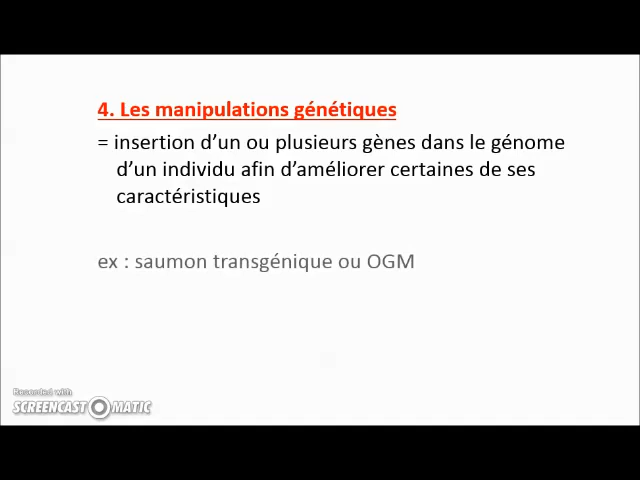 4. Les manipulations génétiques
= insertion d'un ou plusieurs gènes dans le génome
d'un individu afin d'améliorer certaines de ses
caractéristiques
ex : saumon transgénique ou OGM
Recorded with
SCREENCAST MATIC